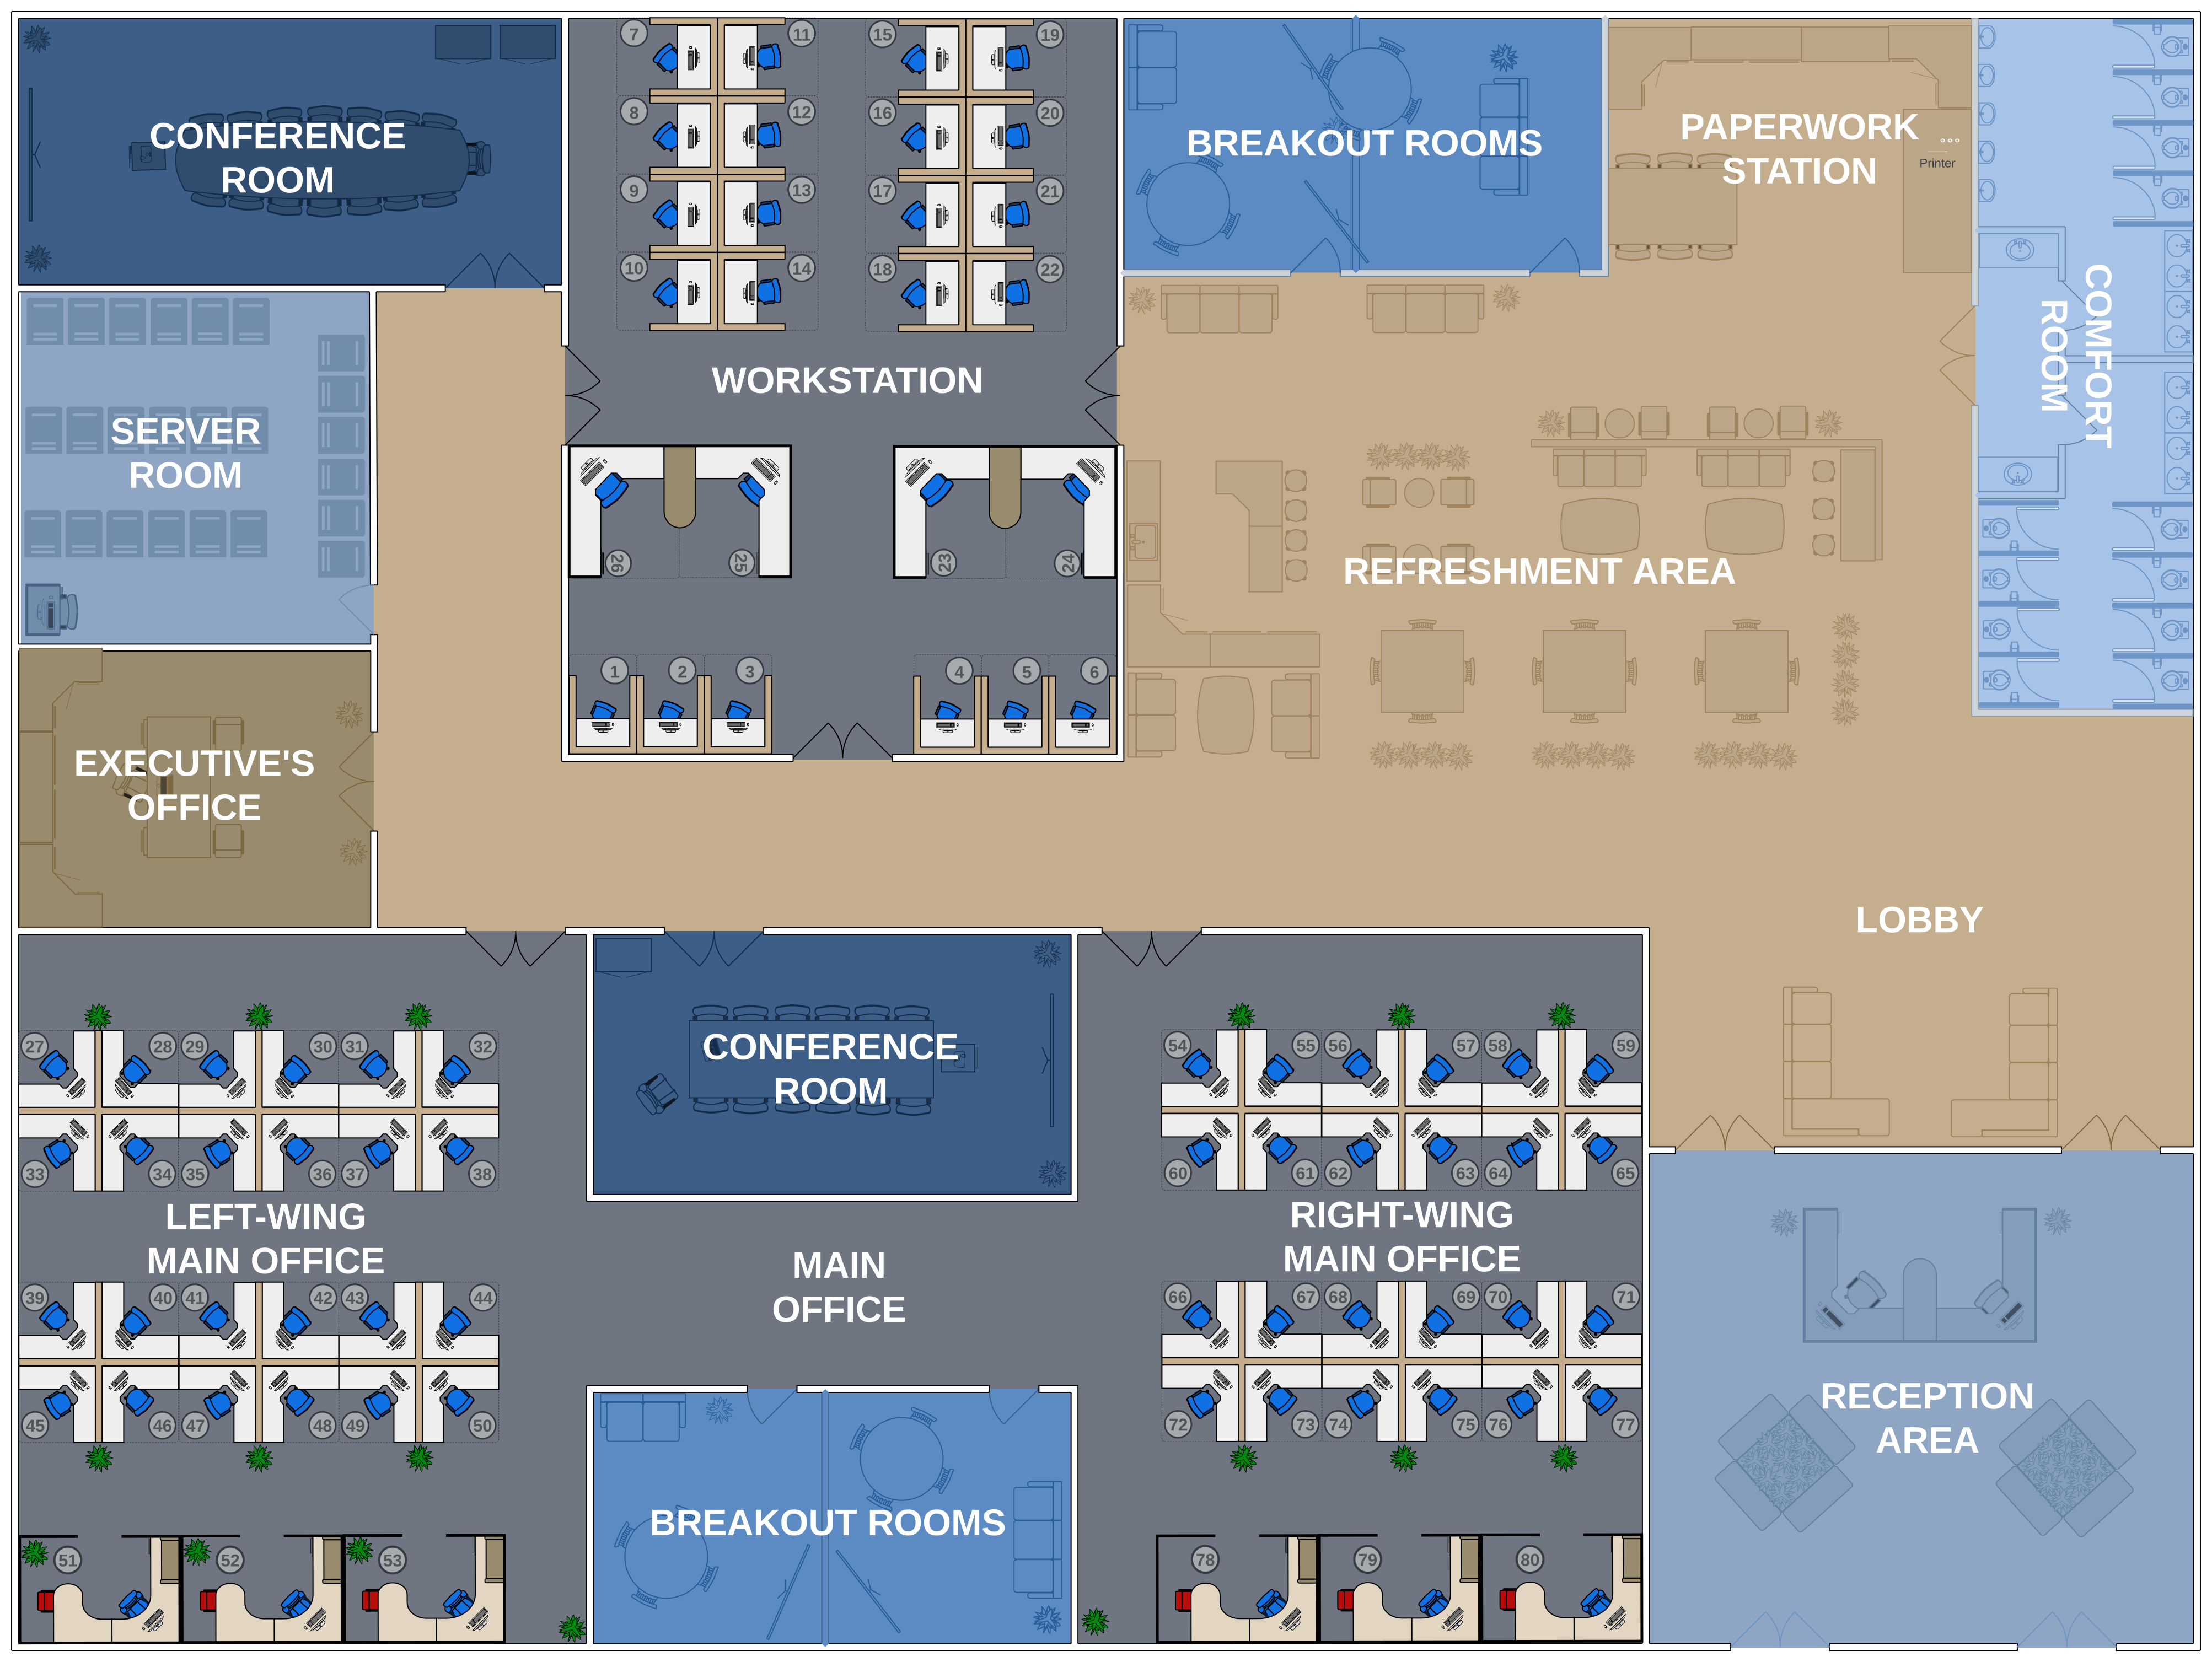 7 11 15 19
8 12 16 20
9 13 17 21
10 14 18 22
CONFERENCE
ROOM
BREAKOUT ROOMS
PAPERWORK
STATION
Printer
COMFORT
ROOM
WORKSTATION
SERVER
ROOM
26 25 23 24
REFRESHMENT AREA
1 2 3 4 5 6
EXECUTIVE'S
OFFICE
LOBBY
27 28 29 30 31 32
33 34 35 36 37 38
CONFERENCE
ROOM
54 55 56 57 58 59
60 61 62 63 64 65
LEFT-WING
MAIN OFFICE
MAIN
OFFICE
RIGHT-WING
MAIN OFFICE
39 40 41 42 43 44
45 46 47 48 49 50
66 67 68 69 70 71
72 73 74 75 76 77
RECEPTION
AREA
BREAKOUT ROOMS
51 52 53
78 79 80